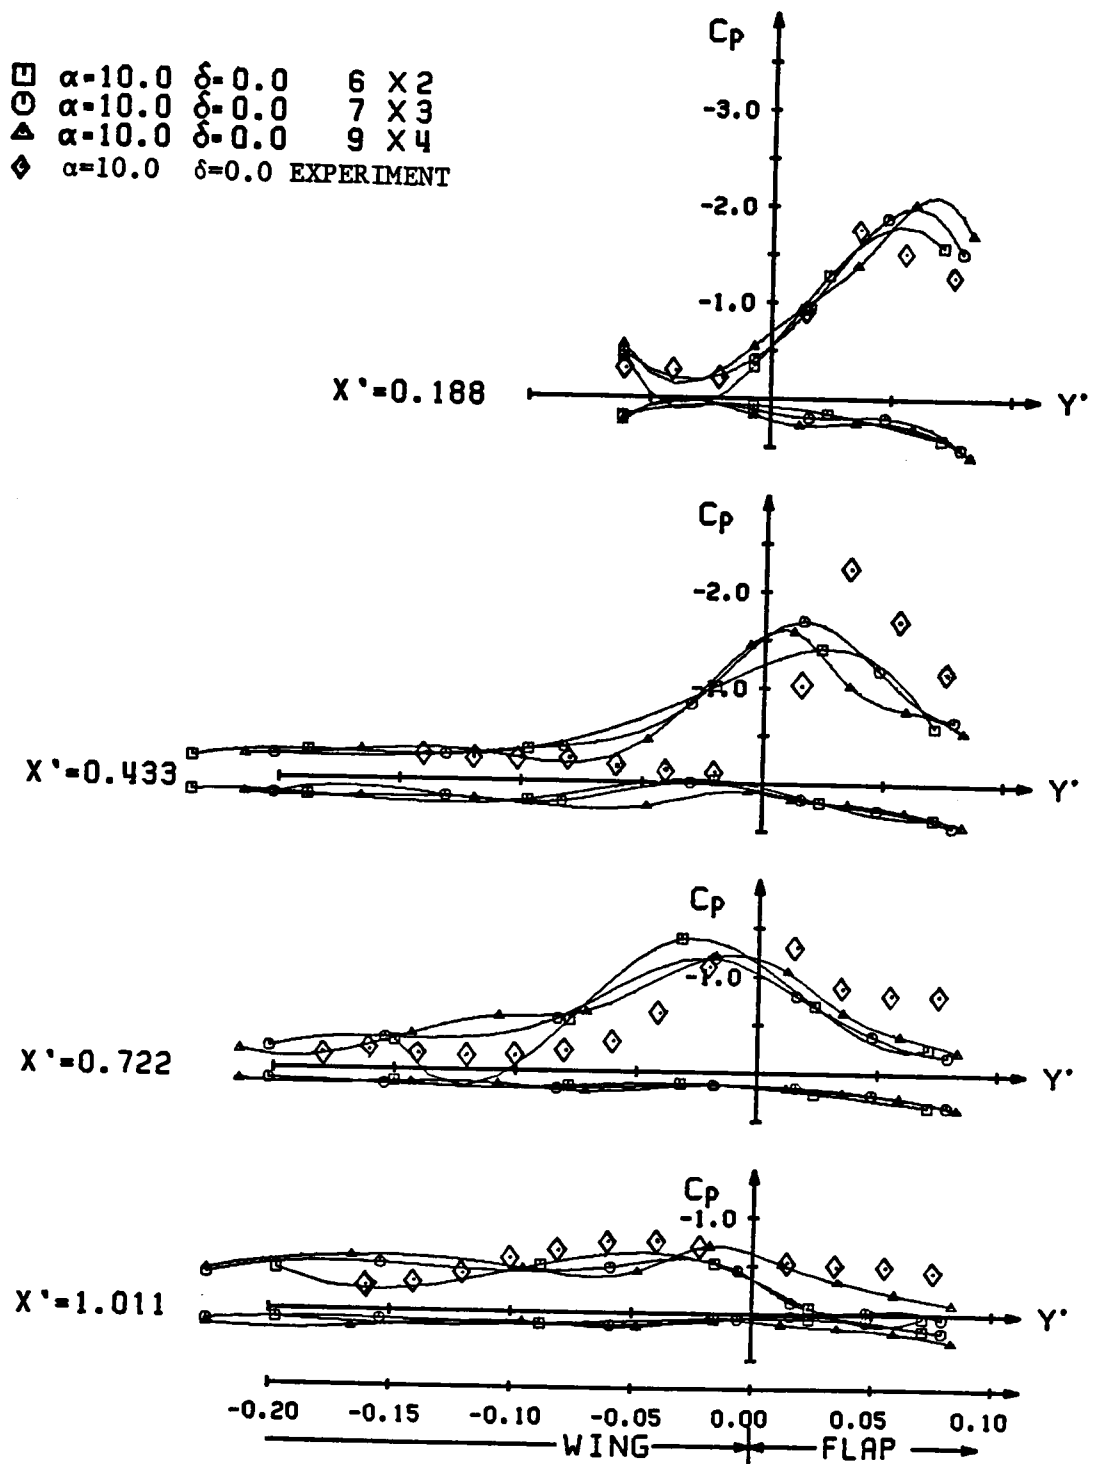 α=10.0 δ=0.0 6 X2
α=10.0 δ=0.0 7 X3
α=10.0 δ=0.0 9 X4
α=10.0 δ=0.0 EXPERIMENT
Cp
-3.0
-2.0
-1.0
X'=0.188
Y'
Cp
-2.0
-1.0
X'=0.433
Y'
Cp
-1.0
X'=0.722
Y'
Cp
-1.0
X'=1.011
Y'
-0.20 -0.15 -0.10 -0.05 0.00 0.05 0.10
WING FLAP